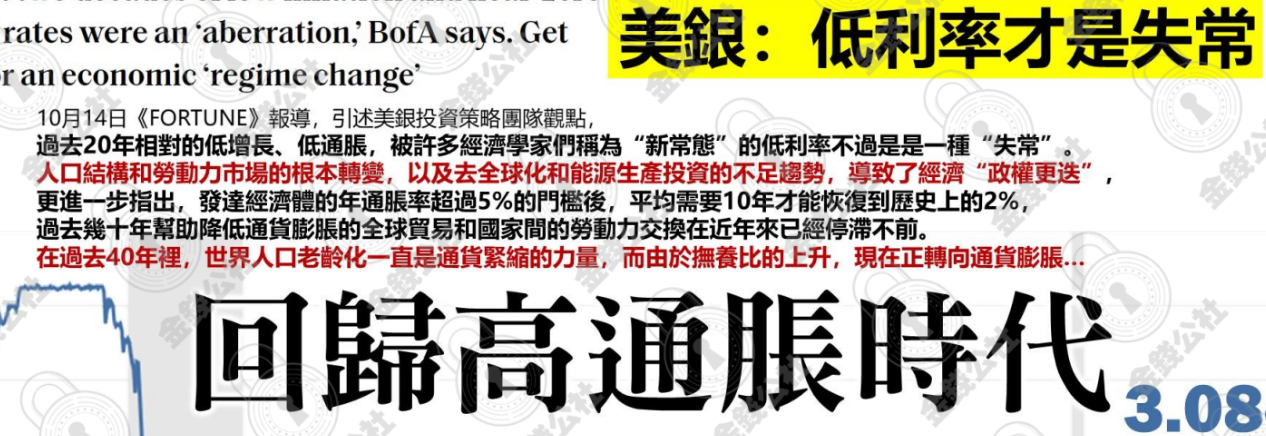 rates were an ‘aberration,’ BofA says. Get
an economic ‘regime change’
美銀：低利率才是失常
10月14日《FORTUNE》報導，引述美銀投資策略團隊觀點，
過去20年相對的低增長、低通脹，被許多經濟學家們稱為“新常態”的低利率不過是是一種“失常”。
人口結構和勞動力市場的根本轉變，以及去全球化和能源生產投資的不足趨勢，導致了經濟“政權更迭”，
更進一步指出，發達經濟體的年通脹率超過5%的門檻後，平均需要10年才能恢復到歷史上的2%，
過去幾十年幫助降低通貨膨脹的全球貿易和國家間的勞動力交換在近年來已經停滯不前。
在過去40年裡，世界人口老齡化一直是通貨緊縮的力量，而由於撫養比的上升，現在正轉向通貨膨脹...
回歸高通脹時代
3.08
金錢公社